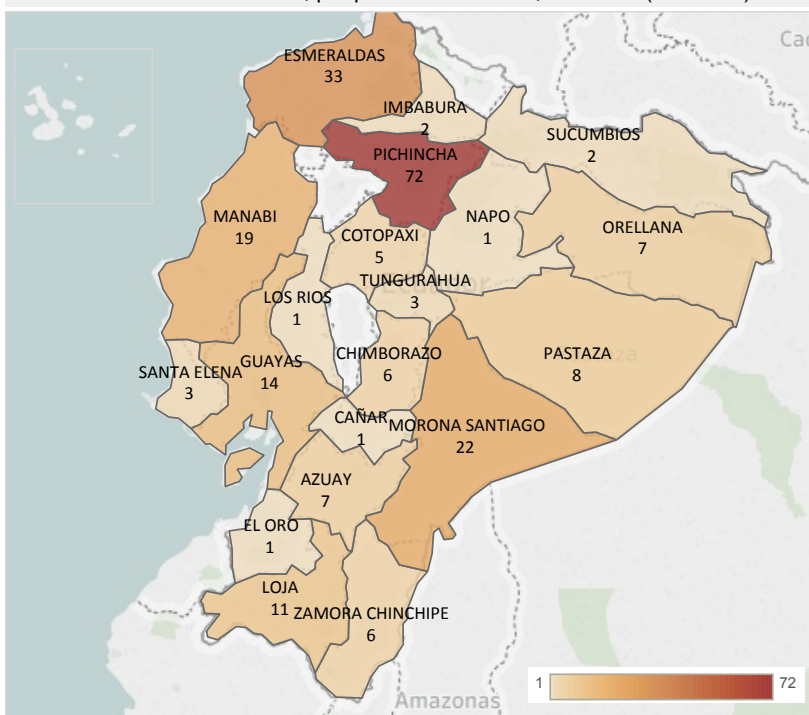 ESMERALDAS
33
IMBABURA
2
SUCUMBIOS
2
PICHINCHA
72
MANABI
19
NAPO
1
ORELLANA
7
COTOPAXI
5
TUNGURAHUA
3
LOS RIOS
1
SANTA ELENA
3
GUAYAS
14
CHIMBORAZO
6
PASTAZA
8
CAÑAR
1
MORONA SANTIAGO
22
AZUAY
7
EL ORO
1
LOJA
11
ZAMORA CHINCHIPE
6
1
72
Amazonas